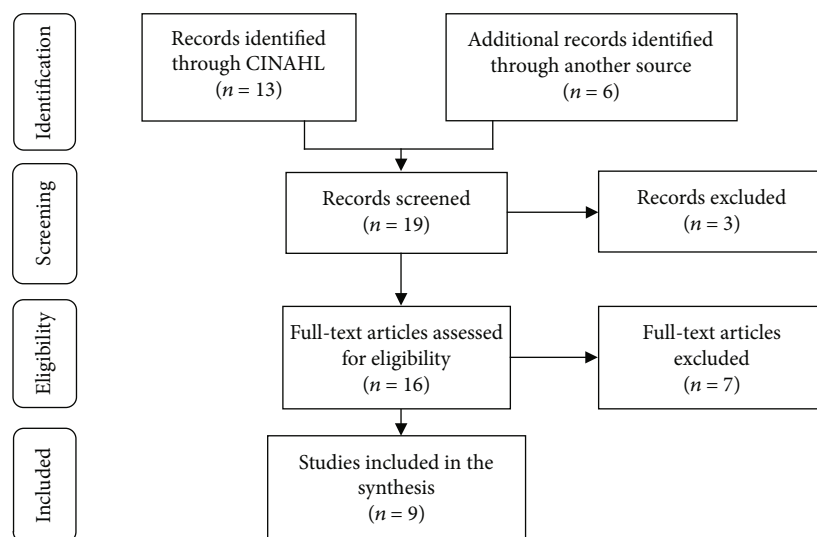 Identification
Records identified
through CINAHL
(n = 13)
Additional records identified
through another source
(n = 6)
Screening
Records screened
(n = 19)
Records excluded
(n = 3)
Eligibility
Full-text articles assessed
for eligibility
(n = 16)
Full-text articles
excluded
(n = 7)
Included
Studies included in the
synthesis
(n = 9)